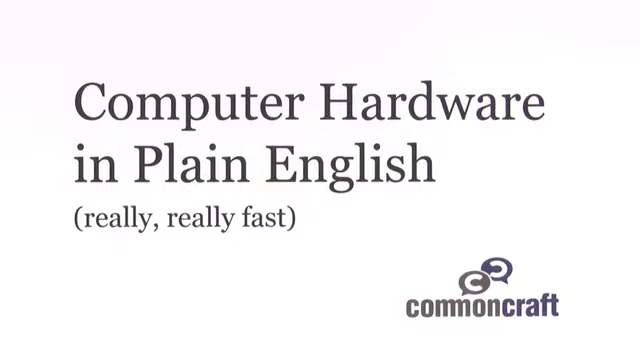 Computer Hardware
in Plain English
(really, really fast)
commoncraft